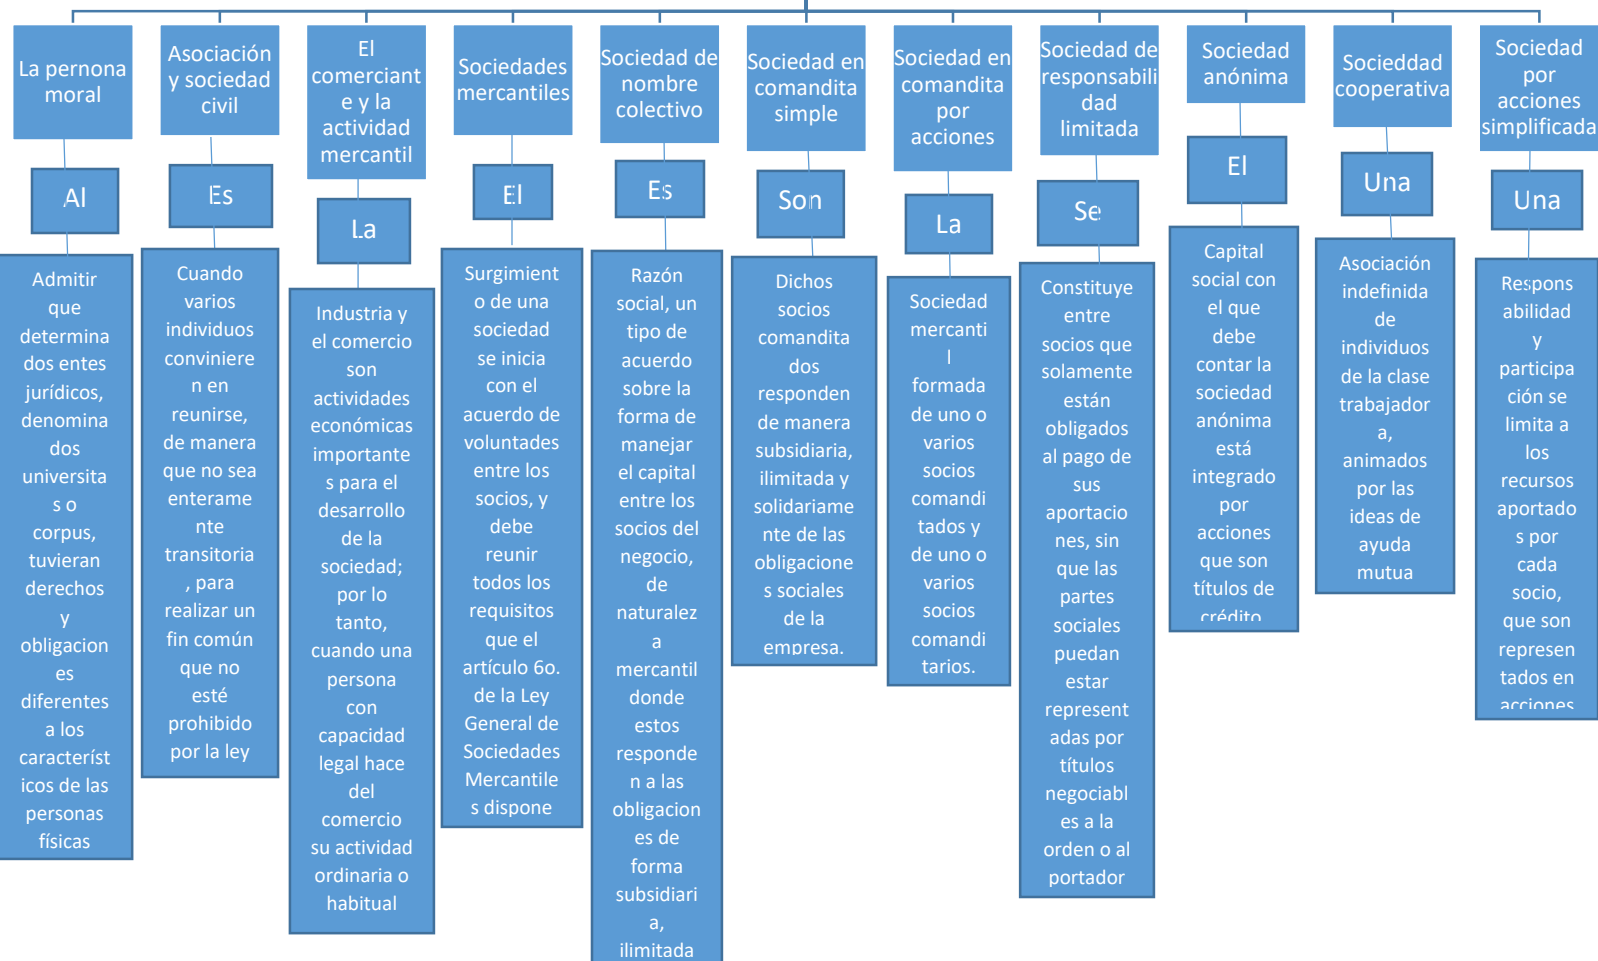 La pernona
moral
Al
Admitir
que
determina
dos entes
jurídicos,
denomina
dos
universita
s o
corpus,
tuvieran
derechos
y
obligacion
es
diferentes
a los
característ
icos de las
personas
físicas
Asociación
y sociedad
civil
Es
Cuando
varios
individuos
conviniere
n en
reunirse,
de manera
que no sea
enterame
nte
transitoria
, para
realizar un
fin común
que no
esté
prohibido
por la ley
El
comerciant
e y la
actividad
mercantil
La
Industria y
el comercio
son
actividades
económicas
importante
s para el
desarrollo
de la
sociedad;
por lo
tanto,
cuando una
persona
con
capacidad
legal hace
del
comercio
su actividad
ordinaria o
habitual
Sociedades
mercantiles
El
Surgimient
o de una
sociedad
se inicia
con el
acuerdo de
voluntades
entre los
socios, y
debe
reunir
todos los
requisitos
que el
artículo 6o.
de la Ley
General de
Sociedades
Mercantile
s dispone
Sociedad de
nombre
colectivo
Es
Razón
social, un
tipo de
acuerdo
sobre la
forma de
manejar
el capital
entre los
socios del
negocio,
de
naturalez
a
mercantil
donde
estos
responde
n a las
obligacion
es de
forma
subsidiari
a,
ilimitada
Sociedad en
comandita
simple
Son
Dichos
socios
comandita
dos
responden
de manera
subsidiaria,
ilimitada y
solidariame
nte de las
obligacione
s sociales
de la
empresa.
Sociedad en
comandita
por
acciones
La
Sociedad
mercanti
l
formada
de uno o
varios
socios
comandi
tados y
de uno o
varios
socios
comandi
tarios.
Sociedad de
responsabili
dad
limitada
Se
Constituye
entre
socios que
solamente
están
obligados
al pago de
sus
aportacio
nes, sin
que las
partes
sociales
puedan
estar
represent
adas por
títulos
negociabl
es a la
orden o al
portador
Sociedad
anónima
El
Capital
social con
el que
debe
contar la
sociedad
anónima
está
integrado
por
acciones
que son
títulos de
crédito
Socieddad
cooperativa
Una
Asociación
indefinida
de
individuos
de la clase
trabajador
a,
animados
por las
ideas de
ayuda
mutua
Sociedad
por
acciones
simplificada
Una
Respons
abilidad
y
participa
ción se
limita a
los
recursos
aportado
s por
cada
socio,
que son
represen
tados en
acciones